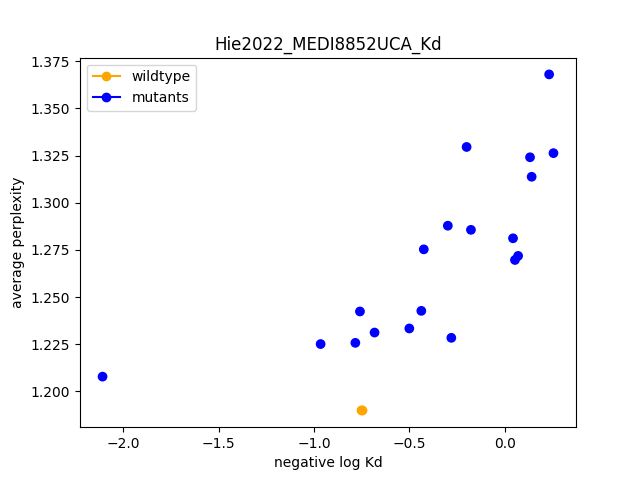 Hie2022_MEDI8852UCA_Kd
wildtype
mutants
1.375
1.350
1.325
1.300
1.275
1.250
1.225
1.200
average perplexity
−2.0 −1.5 −1.0 −0.5 0.0
negative log Kd